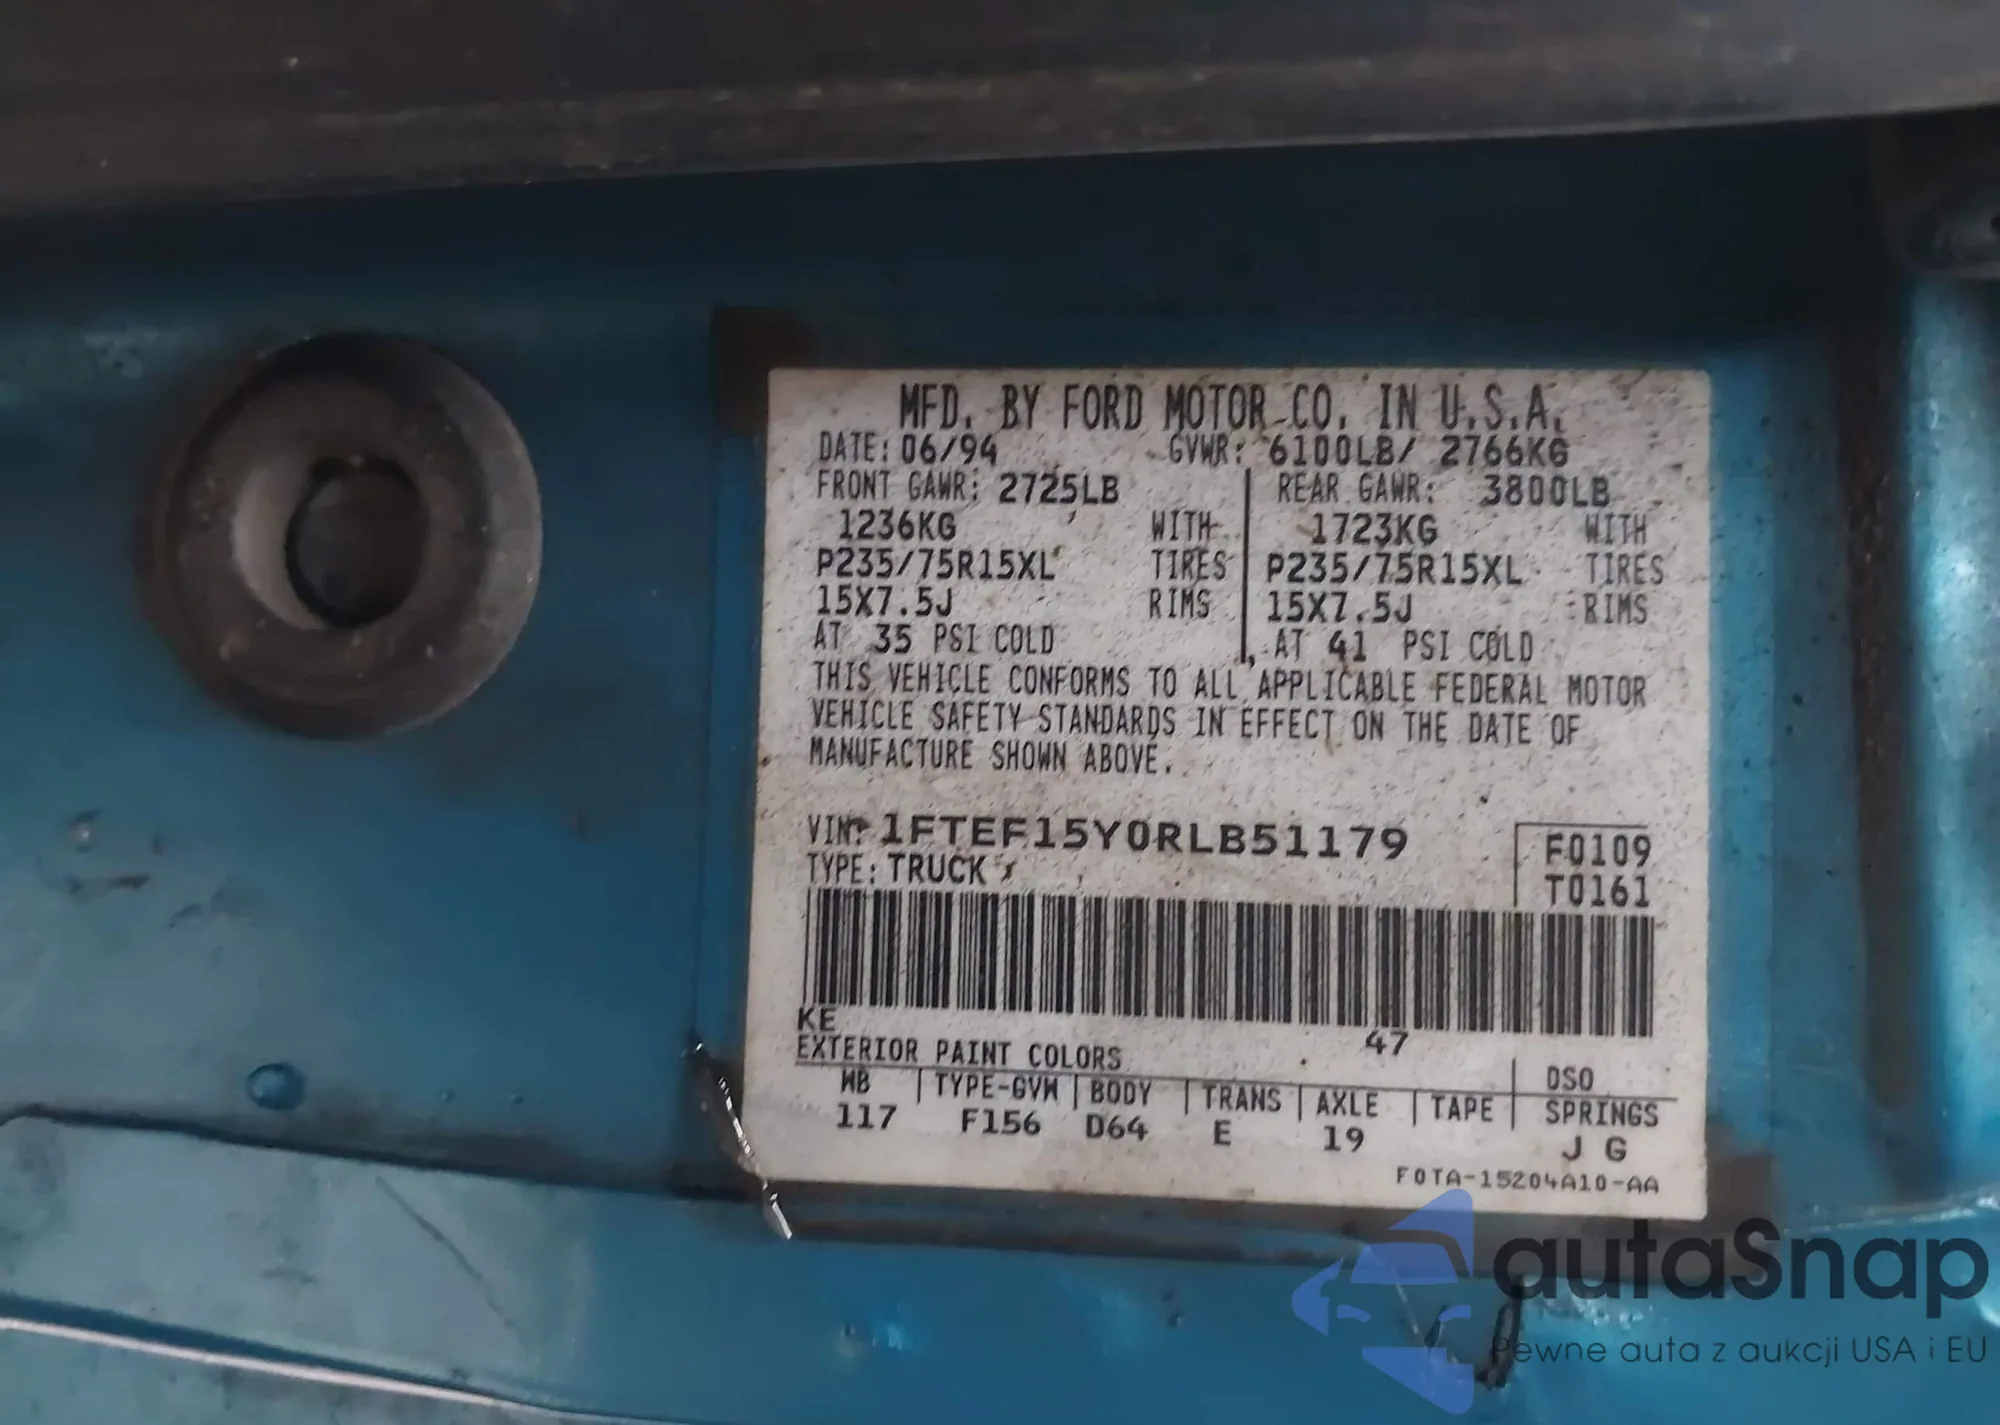 MFD. BY FORD MOTOR CO. IN U.S.A.
DATE: 06/94 GVWR: 6100LB/ 2766KG
FRONT GAWR: 2725LB REAR GAWR: 3800LB
1236KG WITH 1723KG WITH
P235/75R15XL TIRES P235/75R15XL TIRES
15X7.5J RIMS 15X7.5J RIMS
AT 35 PSI COLD AT 41 PSI COLD
THIS VEHICLE CONFORMS TO ALL APPLICABLE FEDERAL MOTOR
VEHICLE SAFETY STANDARDS IN EFFECT ON THE DATE OF
MANUFACTURE SHOWN ABOVE.
VIN: 1FTEF15Y0RLB51179 F0109
TYPE: TRUCK T0161
KE 47
EXTERIOR PAINT COLORS DSO
WB TYPE-GVW BODY TRANS AXLE TAPE SPRINGS
117 F156 D64 E 19 J G
F0TA-15204A10-AA
autaSnap
Pewne auta z aukcji USA i EU